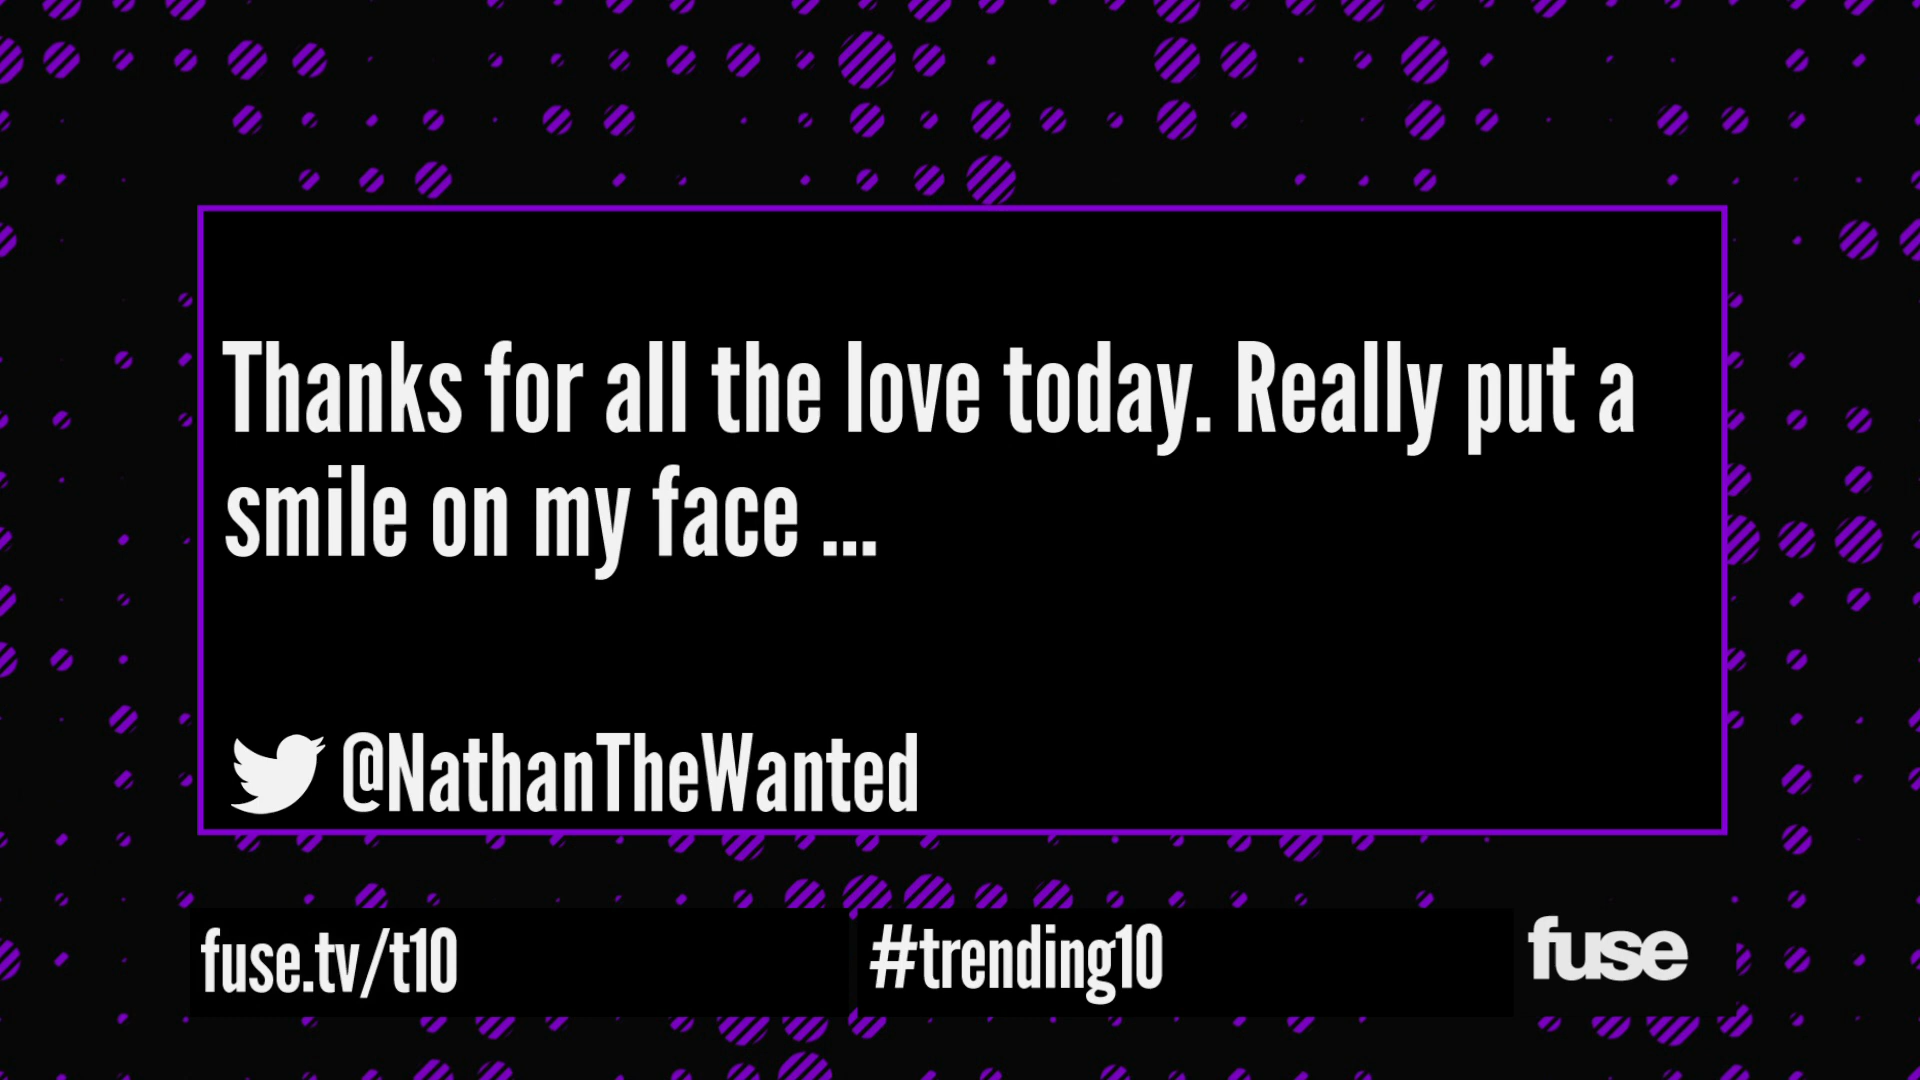 Thanks for all the love today. Really put a
smile on my face ...
@NathanTheWanted
fuse.tv/t10
#trending10
fuse